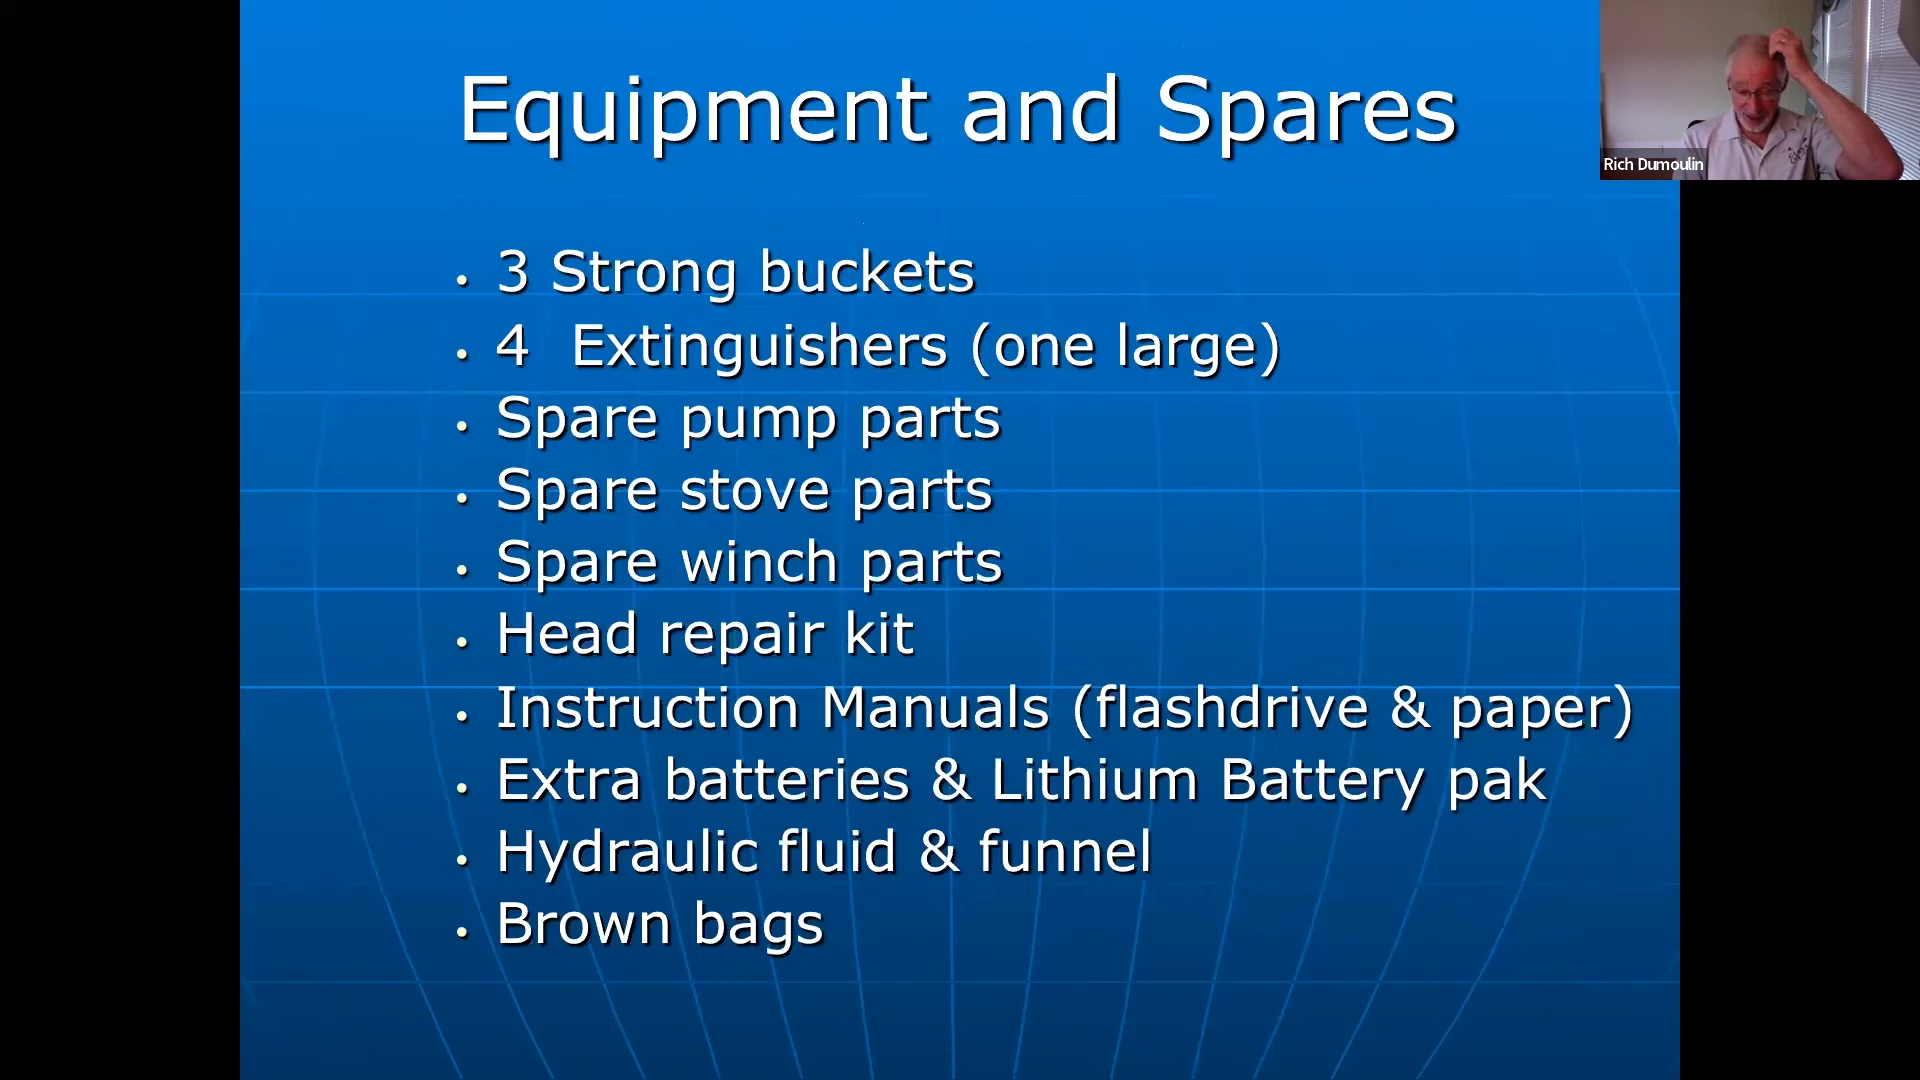 Equipment and Spares
Rich Dumoulin
• 3 Strong buckets
• 4 Extinguishers (one large)
• Spare pump parts
• Spare stove parts
• Spare winch parts
• Head repair kit
• Instruction Manuals (flashdrive & paper)
• Extra batteries & Lithium Battery pak
• Hydraulic fluid & funnel
• Brown bags